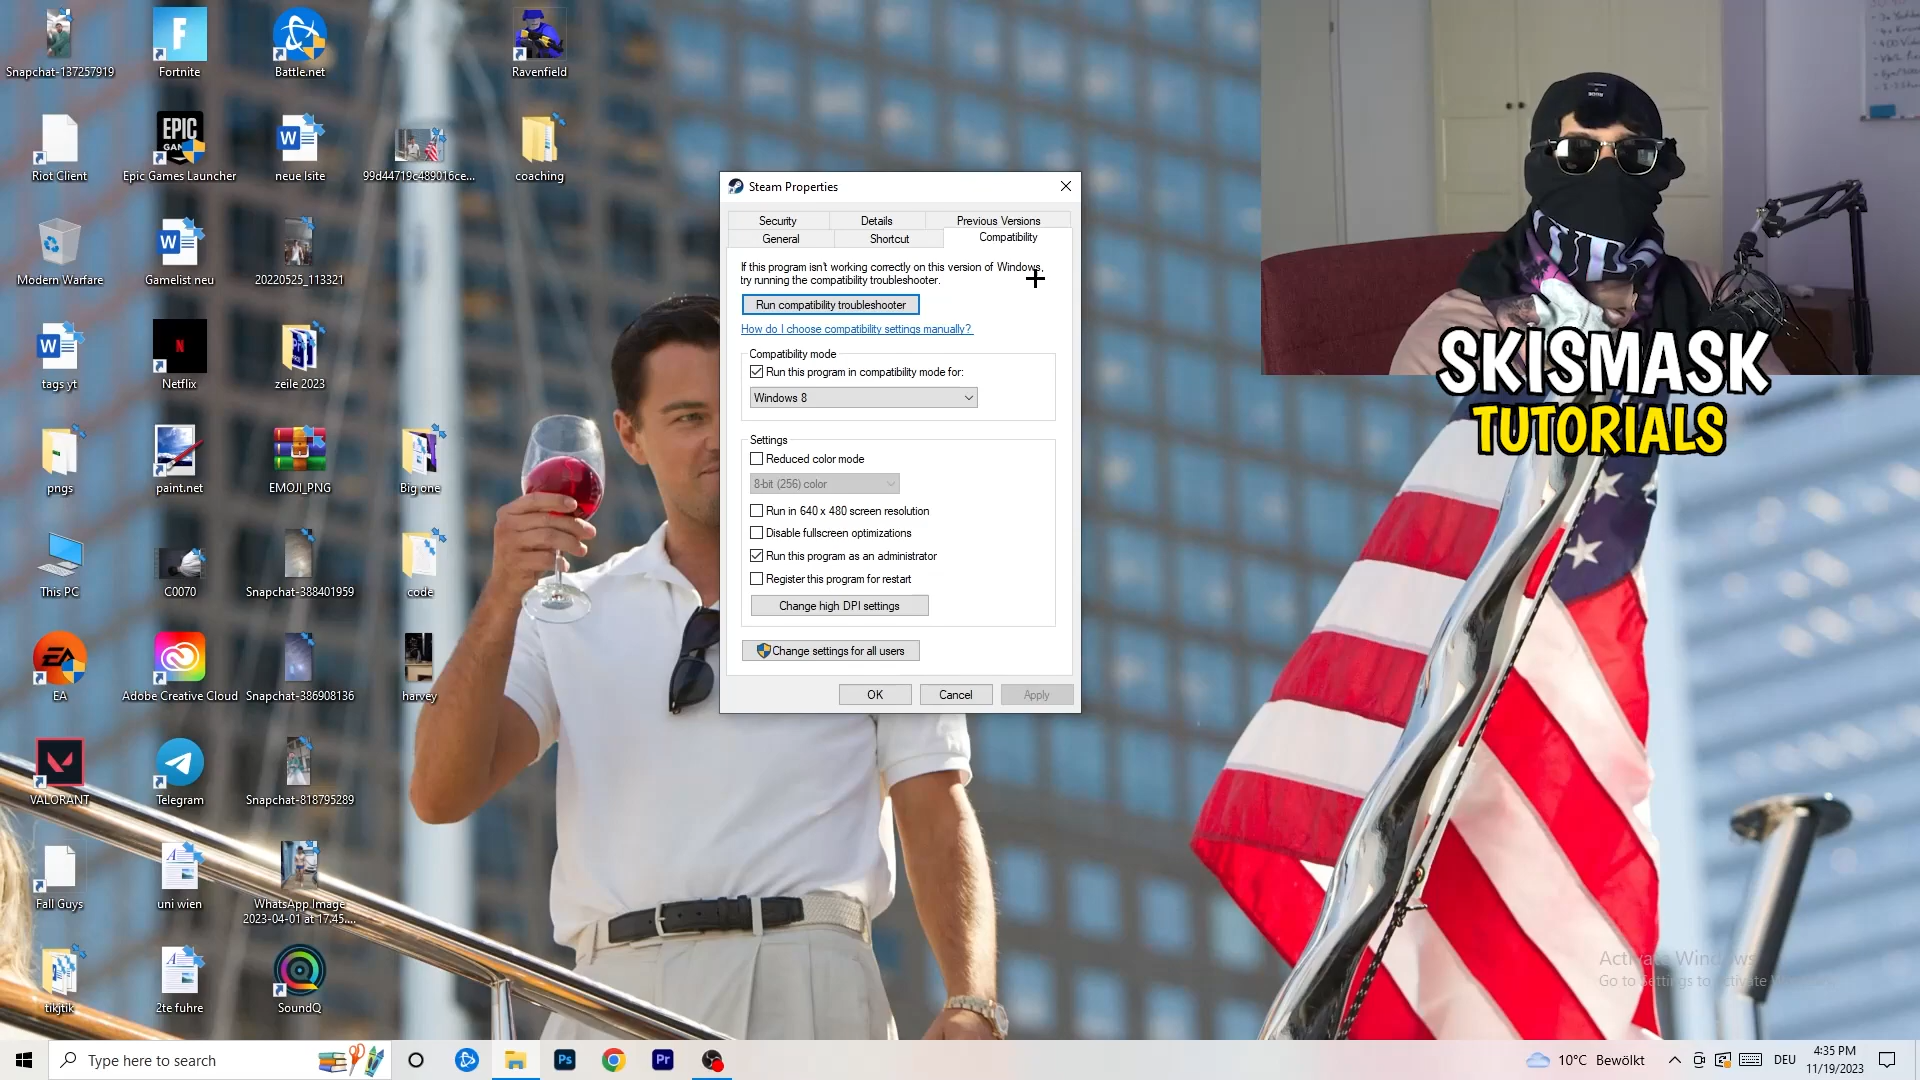 Snapchat-137257919
Fortnite
Battle.net
Ravenfield
Riot Client
EPIC
Epic Games Launcher
neue lsite
99d44719c489016ce...
coaching
Modern Warfare
Gamelist neu
20220525_113321
tags yt
N
Netflix
zeile 2023
pngs
paint.net
EMOJI_PNG
Big one
This PC
C0070
Snapchat-388401959
code
EA
EA
Adobe Creative Cloud
Snapchat-386908136
harvey
VALORANT
Telegram
Snapchat-818795289
Fall Guys
uni wien
WhatsApp Image
2023-04-01 at 17.45....
tikjtik
2te fuhre
SoundQ
Steam Properties
Security
Details
Previous Versions
General
Shortcut
Compatibility
If this program isn't working correctly on this version of Windows,
try running the compatibility troubleshooter.
Run compatibility troubleshooter
How do I choose compatibility settings manually?
Compatibility mode
Run this program in compatibility mode for:
Windows 8
Settings
Reduced color mode
8-bit (256) color
Run in 640 x 480 screen resolution
Disable fullscreen optimizations
Run this program as an administrator
Register this program for restart
Change high DPI settings
Change settings for all users
OK
Cancel
Apply
SKISMASK
TUTORIALS
Activate Windows
Go to Settings to activate
Type here to search
Ps
Pr
10°C Bewölkt
DEU
4:35 PM
11/19/2023